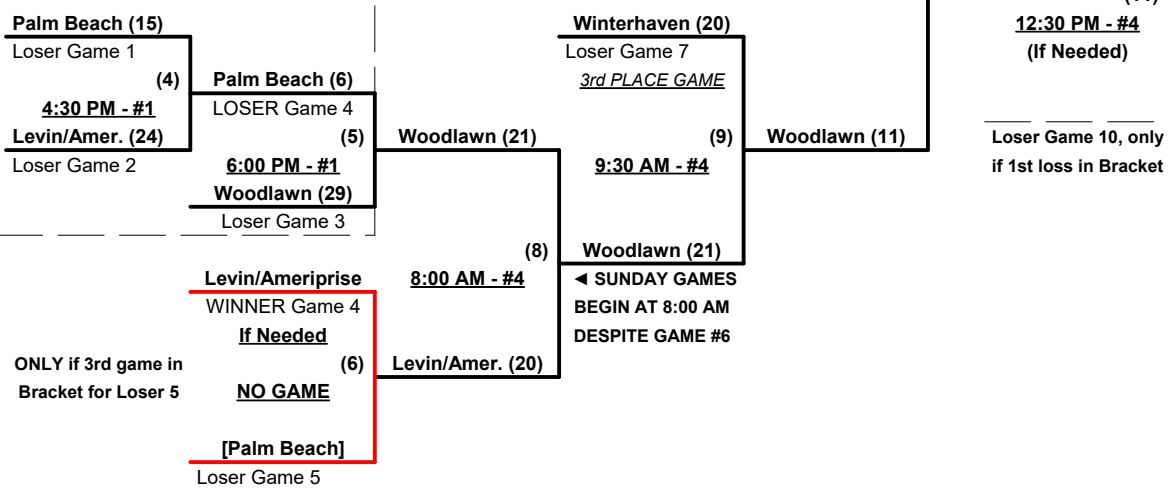 Palm Beach (15)
Loser Game 1
(4)
4:30 PM - #1
Levin/Amer. (24)
Loser Game 2
Palm Beach (6)
LOSER Game 4
(5)
6:00 PM - #1
Woodlawn (29)
Loser Game 3
Woodlawn (21)
(8)
8:00 AM - #4
Levin/Ameriprise
WINNER Game 4
If Needed
(6)
NO GAME
ONLY if 3rd game in
Bracket for Loser 5
[Palm Beach]
Loser Game 5
Levin/Amer. (20)
Winterhaven (20)
Loser Game 7
3rd PLACE GAME
(9)
9:30 AM - #4
Woodlawn (21)
◄ SUNDAY GAMES
BEGIN AT 8:00 AM
DESPITE GAME #6
Woodlawn (11)
12:30 PM - #4
(If Needed)
Loser Game 10, only
if 1st loss in Bracket